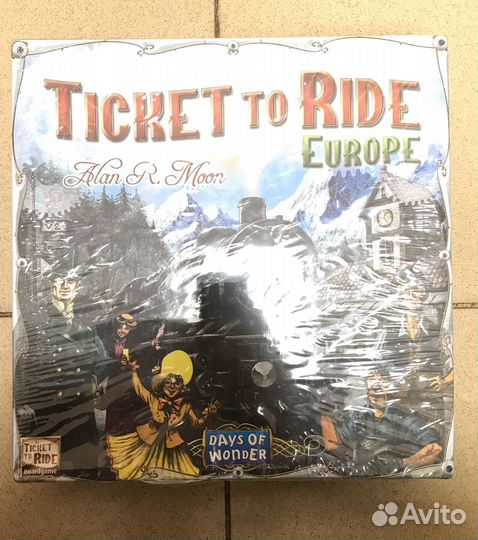 TICKET TO RIDE
EUROPE
Alan R. Moon
DAYS OF
WONDER
TICKET
TO
RIDE
Boardgame
Avito